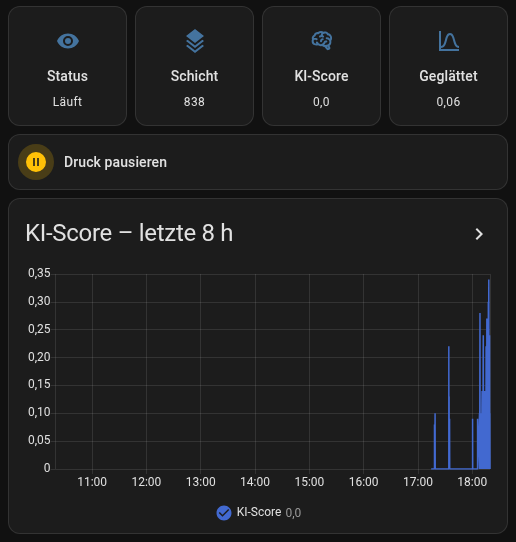 Status
Läuft
Schicht
838
KI-Score
0,0
Geglättet
0,06
Druck pausieren
KI-Score – letzte 8 h
0,35
0,30
0,25
0,20
0,15
0,10
0,05
0
11:00 12:00 13:00 14:00 15:00 16:00 17:00 18:00
KI-Score 0,0